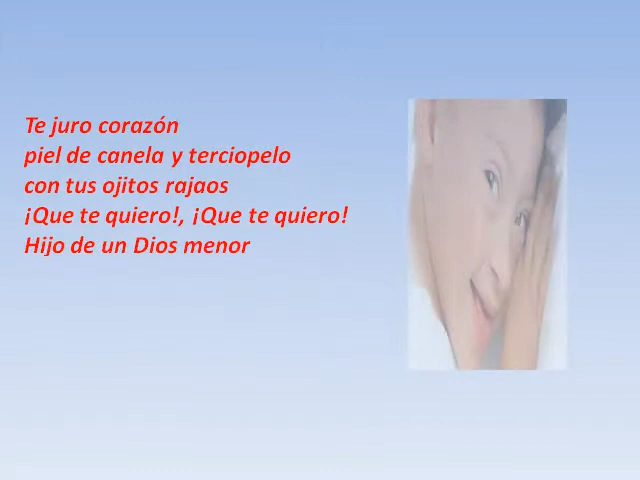 Te juro corazón
piel de canela y terciopelo
con tus ojitos rajaos
¡Que te quiero!, ¡Que te quiero!
Hijo de un Dios menor